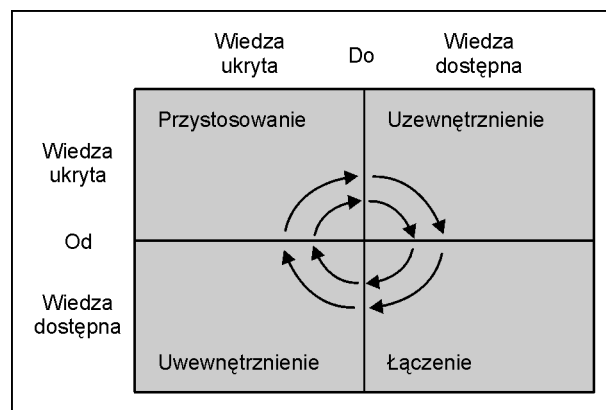 Wiedza
ukryta
Do
Wiedza
dostępna
Przystosowanie
Uzewnętrznienie
Wiedza
ukryta
Od
Wiedza
dostępna
Uwewnętrznienie
Łączenie